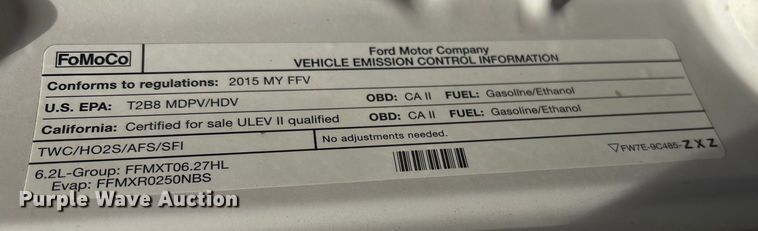 FoMoCo
Ford Motor Company
VEHICLE EMISSION CONTROL INFORMATION
Conforms to regulations: 2015 MY FFV
U.S. EPA: T2B8 MDPV/HDV OBD: CA II FUEL: Gasoline/Ethanol
California: Certified for sale ULEV II qualified OBD: CA II FUEL: Gasoline/Ethanol
TWC/HO2S/AFS/SFI
No adjustments needed.
6.2L-Group: FFMXT06.27HL
Evap: FFMXR0250NBS
▽FW7E-9C485-ZXZ
Purple Wave Auction